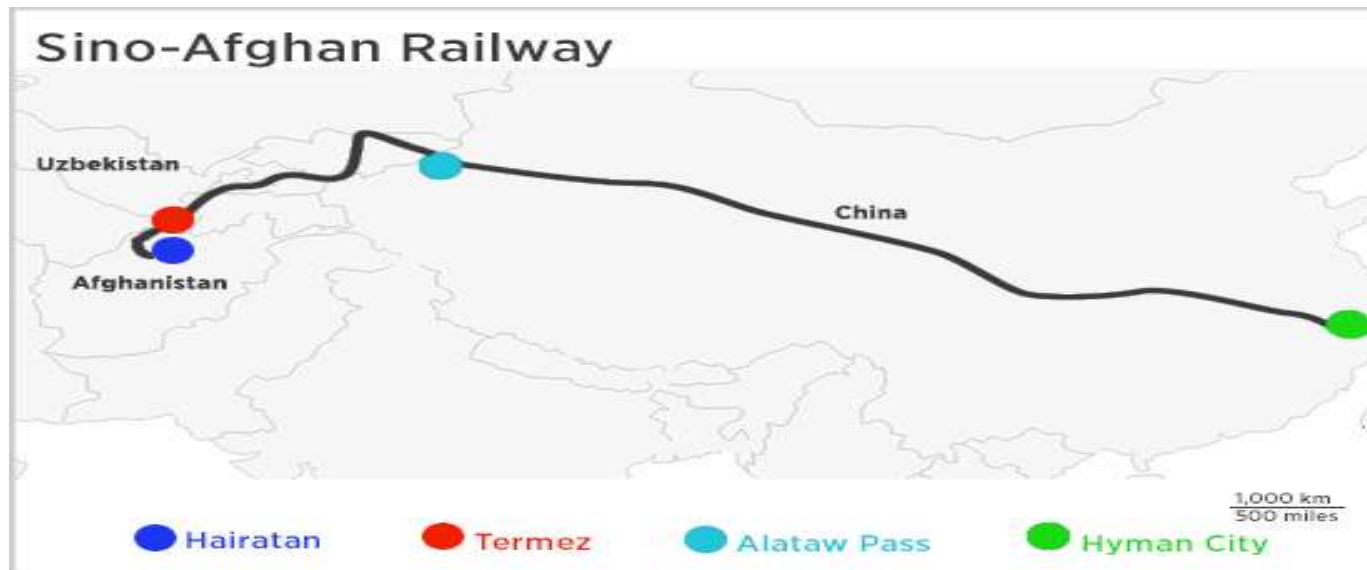 Sino-Afghan Railway
Uzbekistan
China
Afghanistan
1,000 km
500 miles
Hairatan
Termez
Alataw Pass
Hyman City